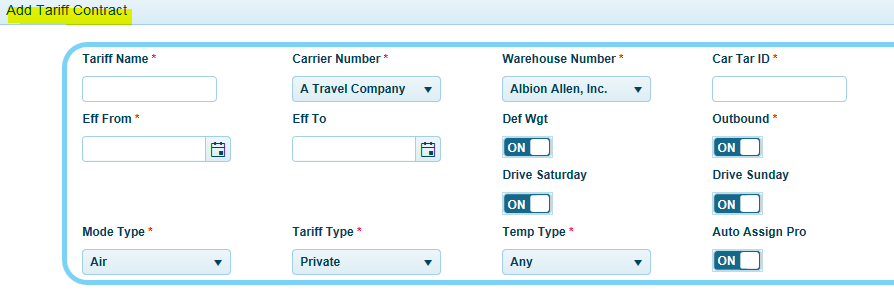 Add Tariff Contract
Tariff Name * Carrier Number * Warehouse Number * Car Tar ID *
A Travel Company Albion Allen, Inc.
Eff From * Eff To Def Wgt Outbound *
ON ON
Drive Saturday Drive Sunday
ON ON
Mode Type * Tariff Type * Temp Type * Auto Assign Pro
Air Private Any ON